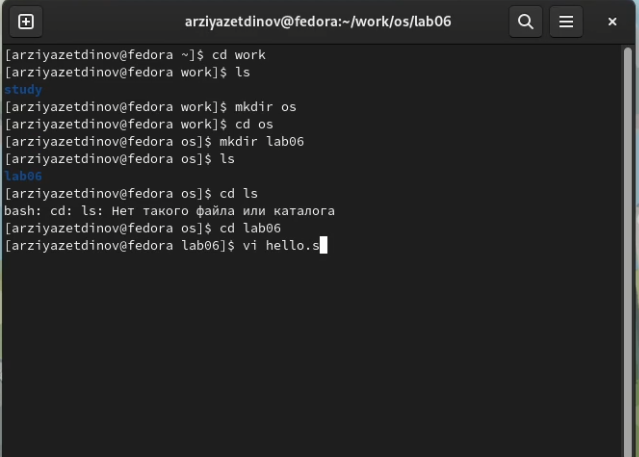 arziyazetdinov@fedora:~/work/os/lab06
[arziyazetdinov@fedora ~]$ cd work
[arziyazetdinov@fedora work]$ ls
study
[arziyazetdinov@fedora work]$ mkdir os
[arziyazetdinov@fedora work]$ cd os
[arziyazetdinov@fedora os]$ mkdir lab06
[arziyazetdinov@fedora os]$ ls
lab06
[arziyazetdinov@fedora os]$ cd ls
bash: cd: ls: Нет такого файла или каталога
[arziyazetdinov@fedora os]$ cd lab06
[arziyazetdinov@fedora lab06]$ vi hello.s